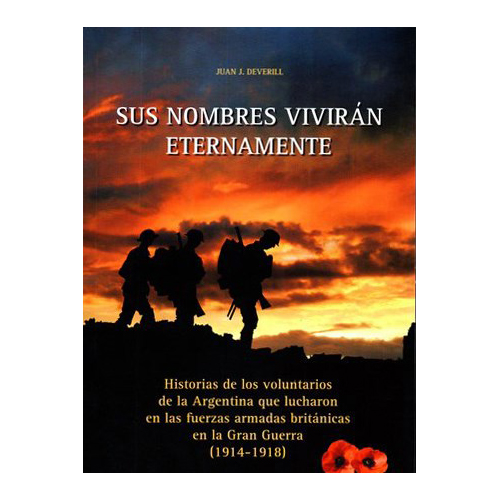 JUAN J. DEVERILL
SUS NOMBRES VIVIRÁN
ETERNAMENTE
Historias de los voluntarios
de la Argentina que lucharon
en las fuerzas armadas británicas
en la Gran Guerra
(1914-1918)